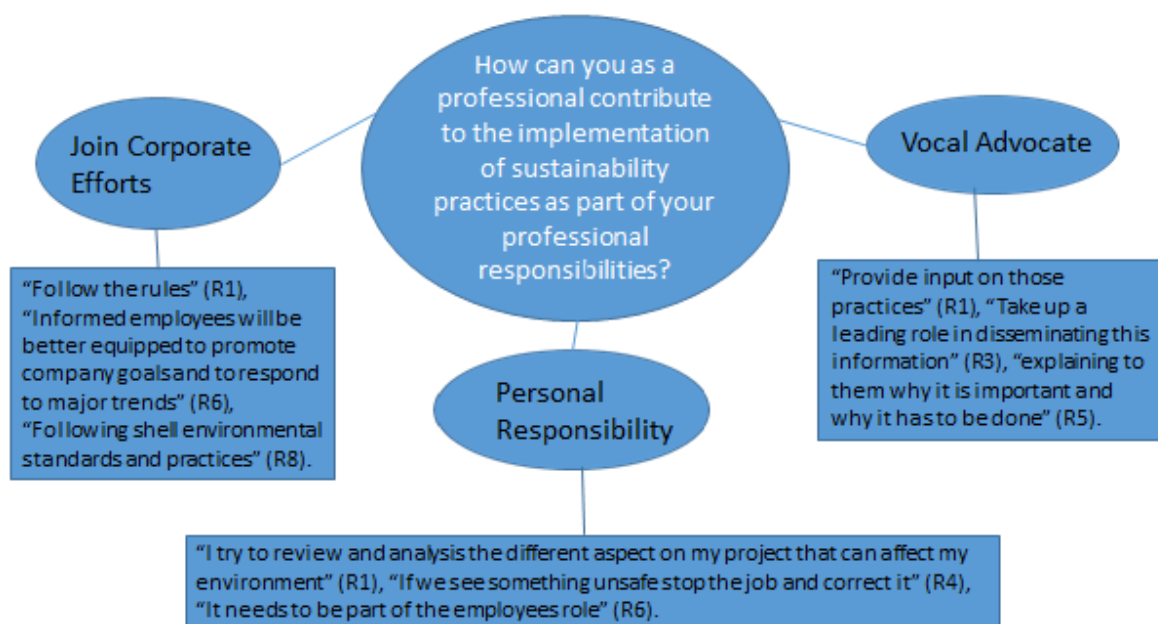 How can you as a
professional contribute
to the implementation
of sustainability
practices as part of your
professional
responsibilities?
Join Corporate
Efforts
"Follow the rules" (R1),
"Informed employees will be
better equipped to promote
company goals and to respond
to major trends" (R6),
"Following shell environmental
standards and practices" (R8).
Personal
Responsibility
"I try to review and analysis the different aspect on my project that can affect my
environment" (R1), "If we see something unsafe stop the job and correct it" (R4),
"It needs to be part of the employees role" (R6).
Vocal Advocate
"Provide input on those
practices" (R1), "Take up a
leading role in disseminating this
information" (R3), "explaining to
them why it is important and
why it has to be done" (R5).